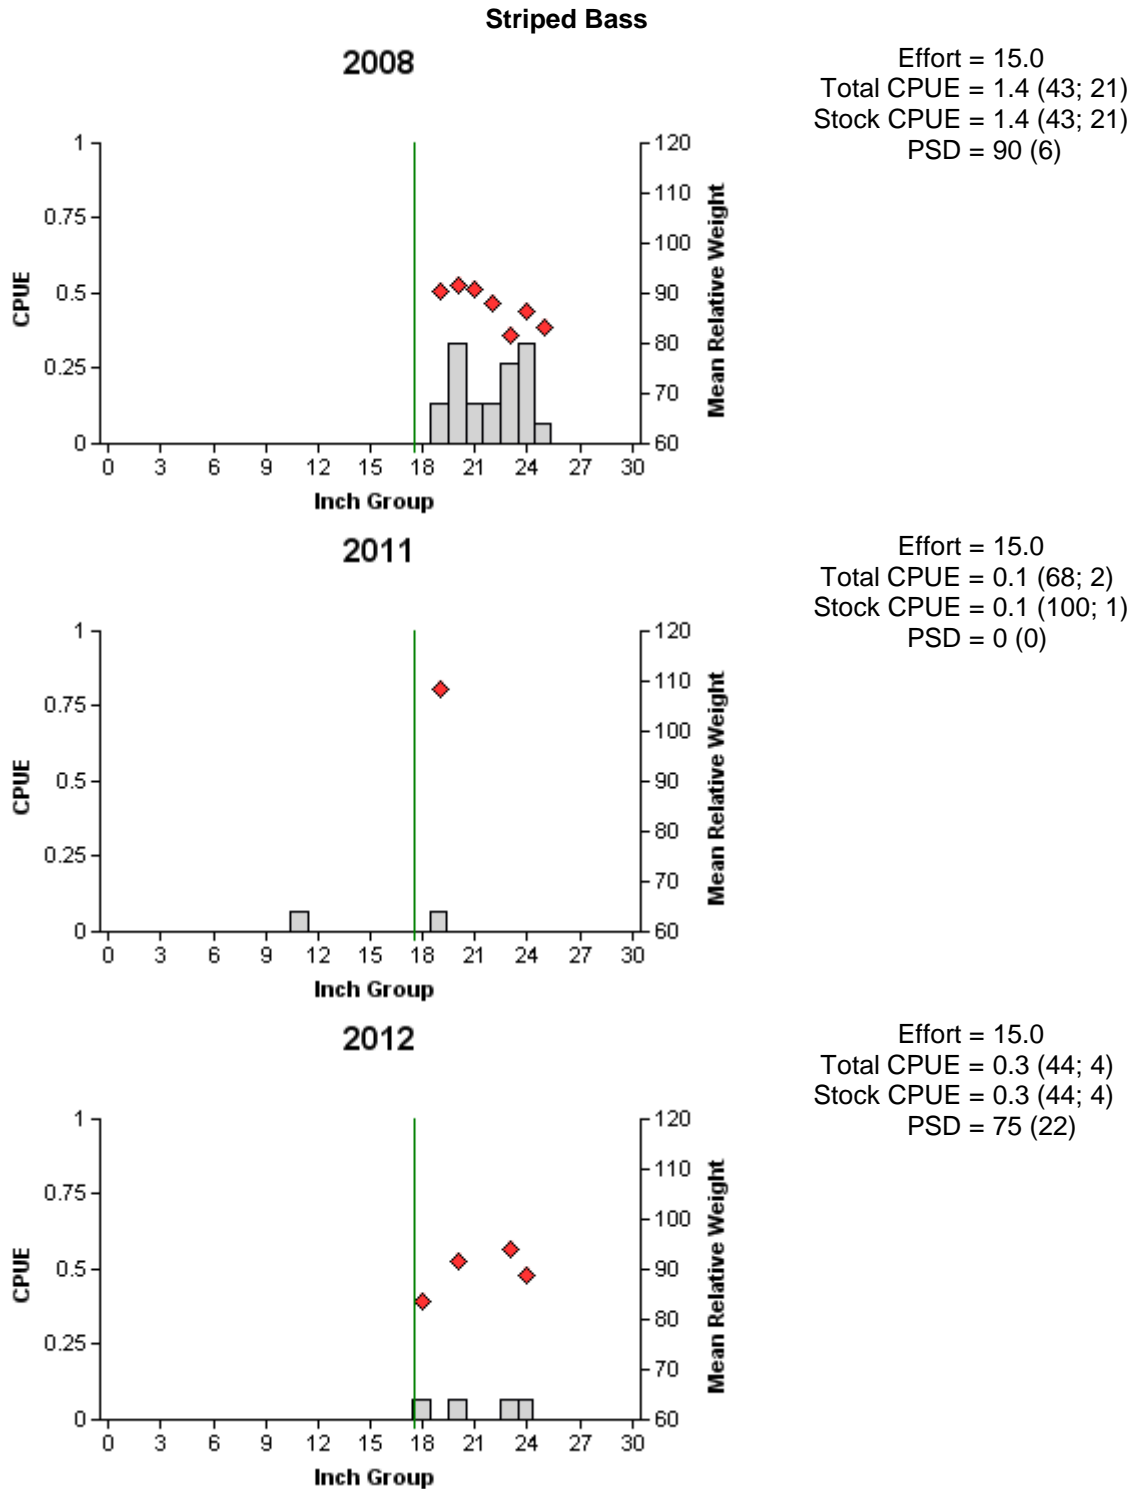 Striped Bass
2008
Effort = 15.0
Total CPUE = 1.4 (43; 21)
Stock CPUE = 1.4 (43; 21)
PSD = 90 (6)
1
0.75
0.5
0.25
0
CPUE
120
110
100
90
80
70
60
Mean Relative Weight
0 3 6 9 12 15 18 21 24 27 30
Inch Group
2011
Effort = 15.0
Total CPUE = 0.1 (68; 2)
Stock CPUE = 0.1 (100; 1)
PSD = 0 (0)
1
0.75
0.5
0.25
0
CPUE
120
110
100
90
80
70
60
Mean Relative Weight
0 3 6 9 12 15 18 21 24 27 30
Inch Group
2012
Effort = 15.0
Total CPUE = 0.3 (44; 4)
Stock CPUE = 0.3 (44; 4)
PSD = 75 (22)
1
0.75
0.5
0.25
0
CPUE
120
110
100
90
80
70
60
Mean Relative Weight
0 3 6 9 12 15 18 21 24 27 30
Inch Group